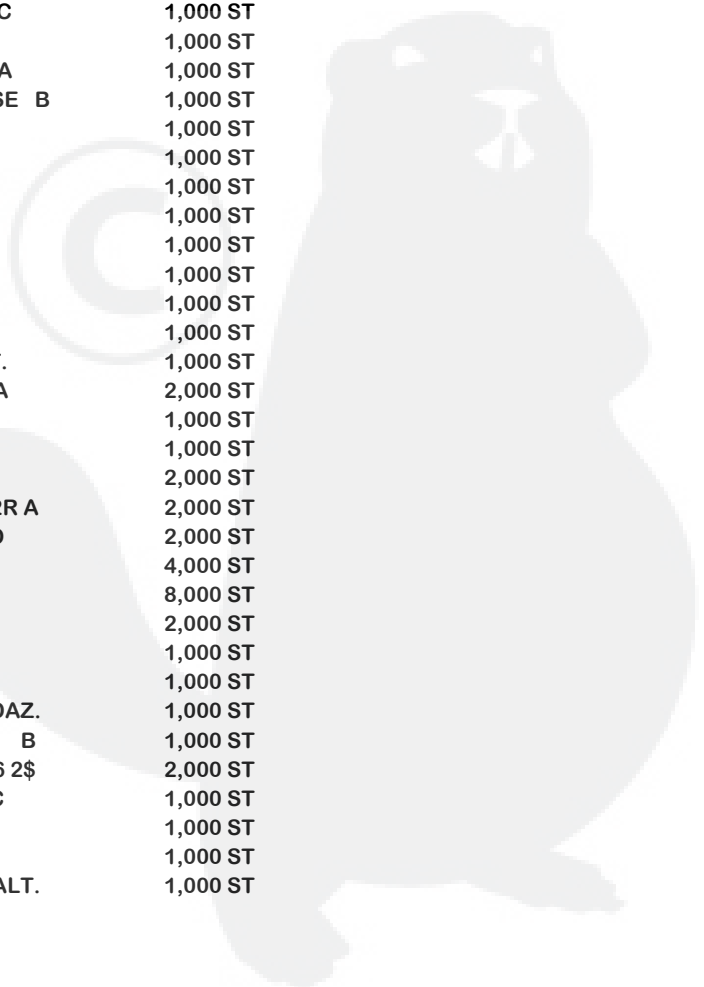 C 1,000 ST
1,000 ST
A 1,000 ST
SE B 1,000 ST
1,000 ST
1,000 ST
1,000 ST
1,000 ST
1,000 ST
1,000 ST
1,000 ST
1,000 ST
. 1,000 ST
A 2,000 ST
1,000 ST
1,000 ST
2,000 ST
RR A 2,000 ST
2,000 ST
4,000 ST
8,000 ST
2,000 ST
1,000 ST
1,000 ST
DAZ. 1,000 ST
B 1,000 ST
6 2$ 2,000 ST
C 1,000 ST
1,000 ST
1,000 ST
ALT. 1,000 ST
©